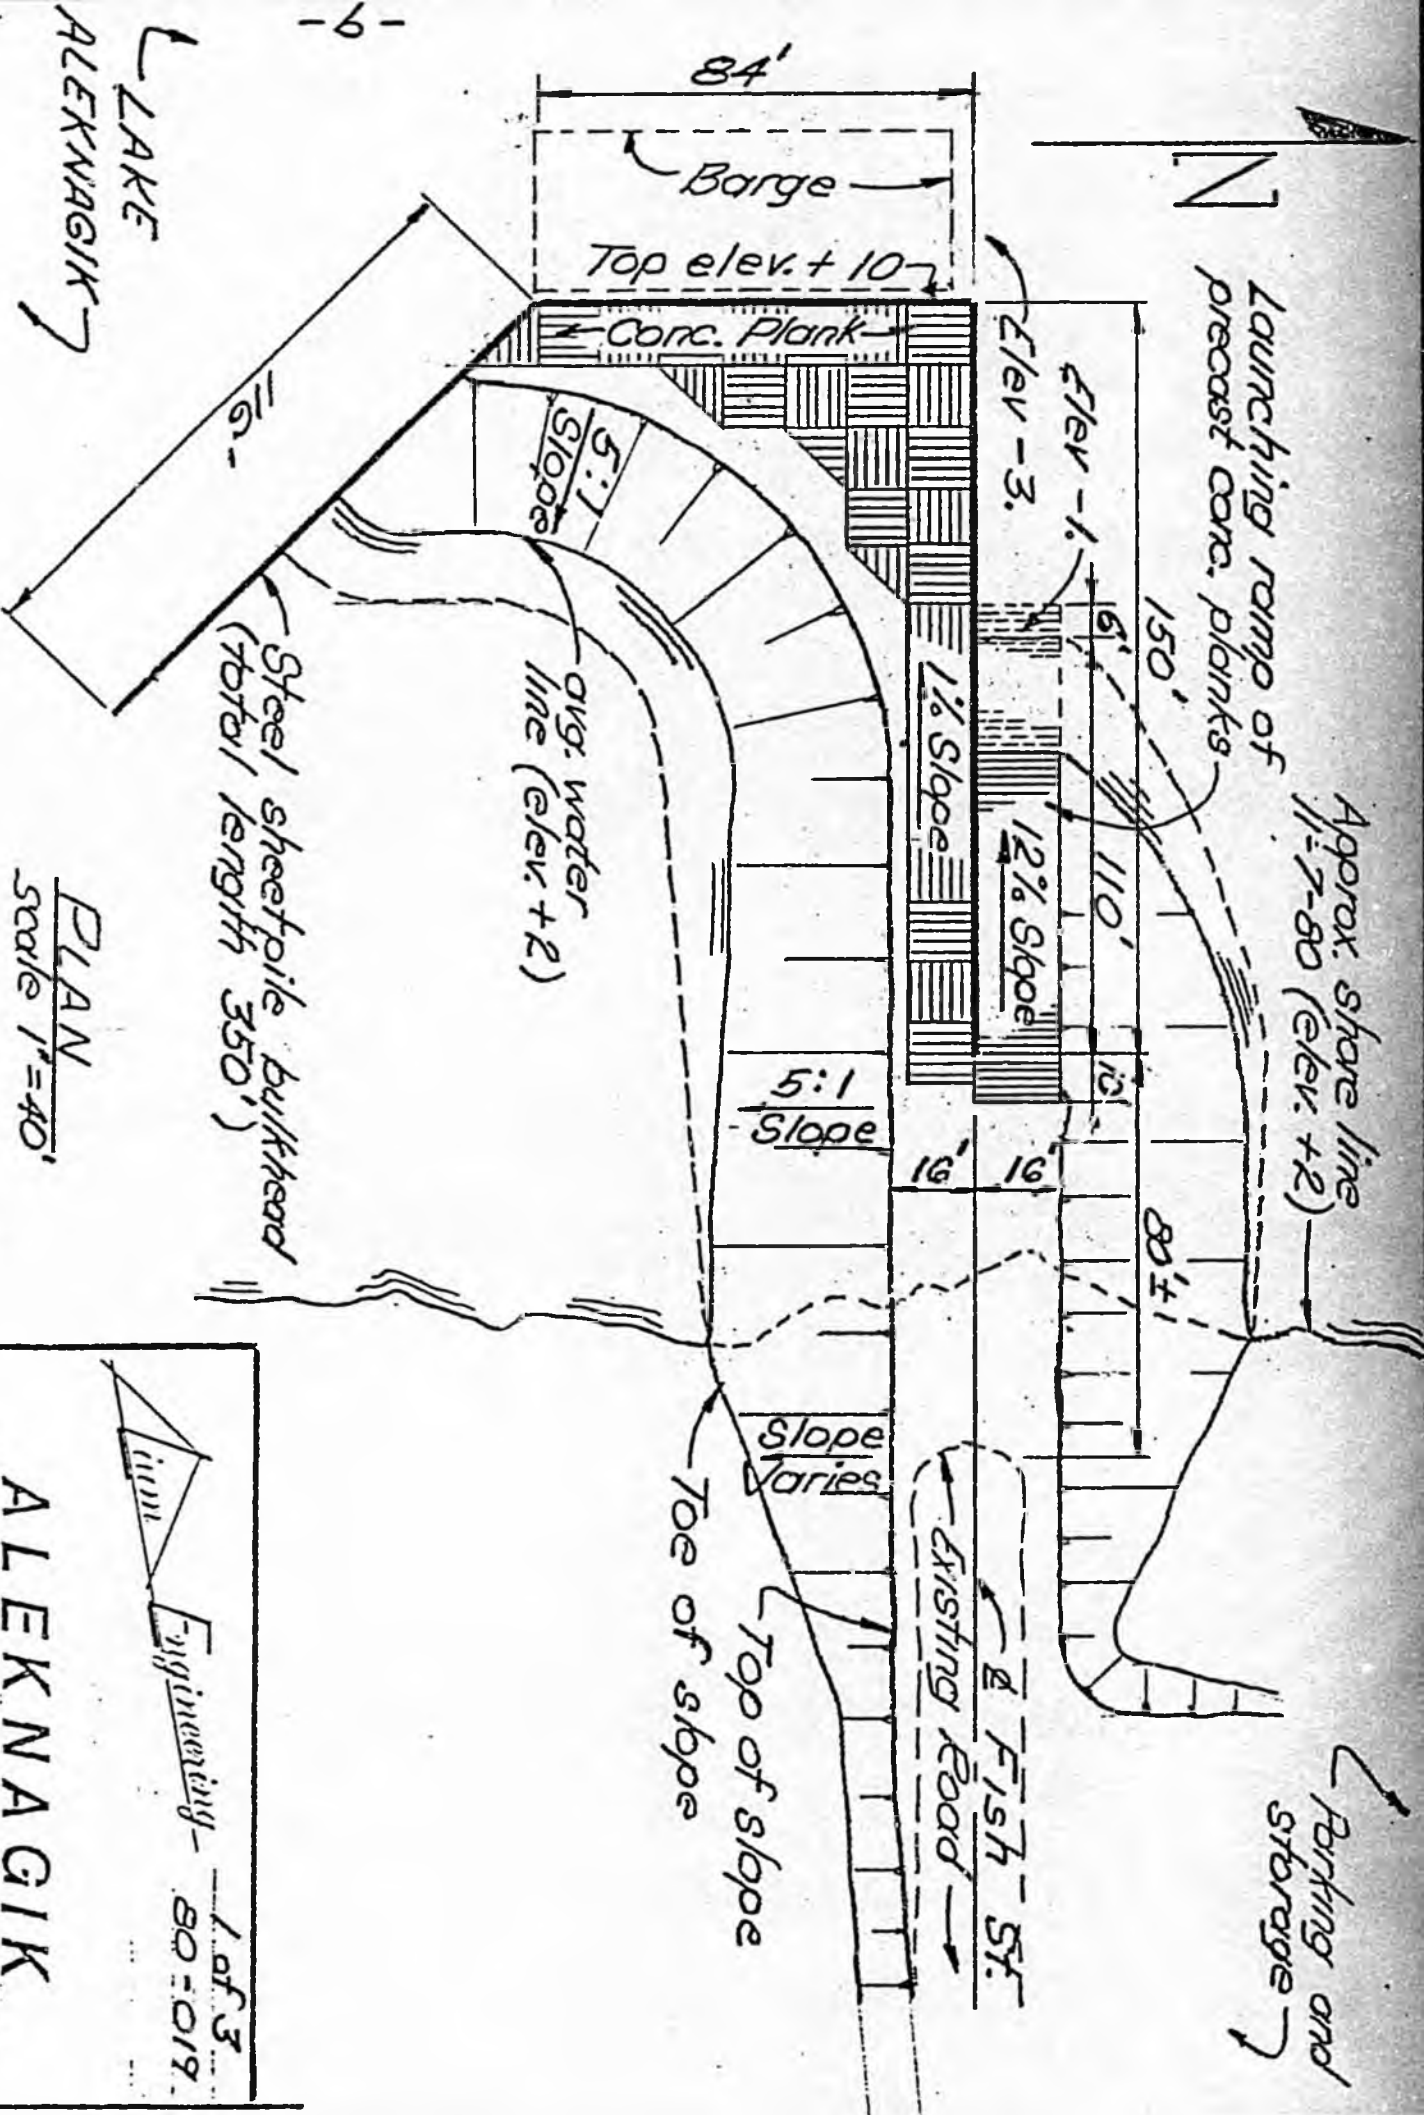 -6-
LAKE
ALEKNAGIK
84'
Barge
Top elev. + 10
Conc. Plank
N
Launching ramp of
precast conc. planks
Elev -3.
Elev -1.
Approx. shore line
11-7-80 (elev. +2)
150'
6'
110'
10'
80'±
116'
5:1
Slope
1% Slope
12% Slope
avg. water
line (elev. +2)
Steel sheetpile bulkhead
(total length 350')
5:1
Slope
16'
16'
Slope
Varies
Toe of slope
Top of slope
Existing Road
℄ Fish St.
Parking and
storage
PLAN
scale 1"=40'
Engineering
1 of 3
80-019
ALEKNAGIK